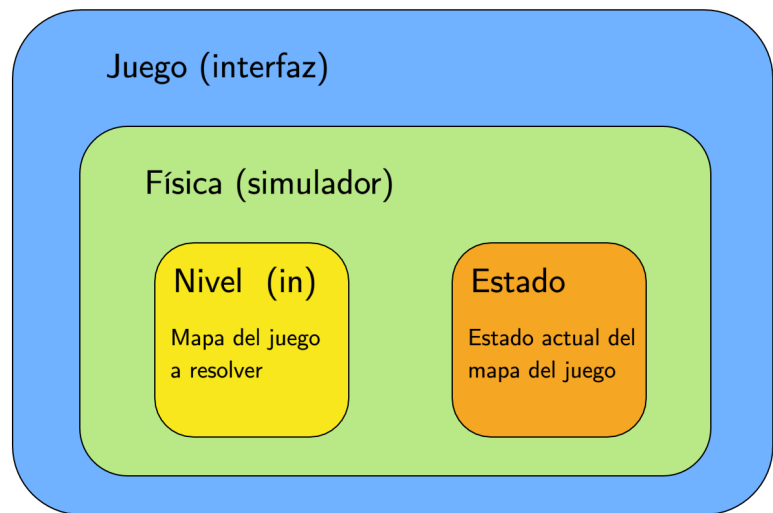 Juego (interfaz)
Física (simulador)
Nivel (in)
Mapa del juego
a resolver
Estado
Estado actual del
mapa del juego